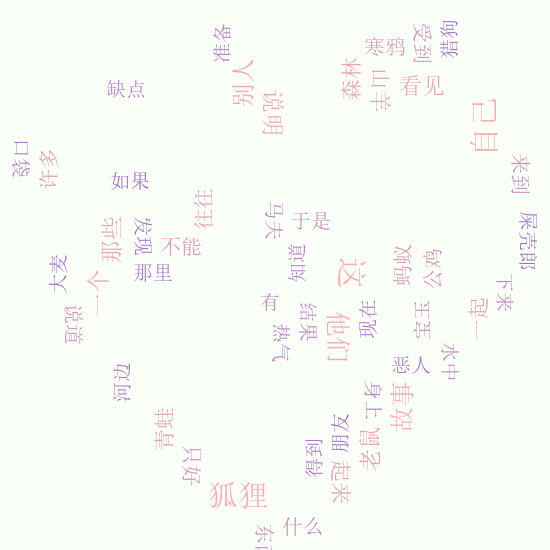 准备
猎狗
受到
寒鸦
别人
森林
山羊
看见
缺点
说明
自己
口袋
许多
来到
如果
往往
马夫
于是
屎壳郎
那些
发现
不能
蚂蚁
公蚁
知道
大麦
那里
这
一个
下来
有
说道
结果
现在
宝玉
一起
他们
热气
水中
恶人
河边
身上
故事
青蛙
朋友
老鼠
只好
得到
起来
狐狸
什么